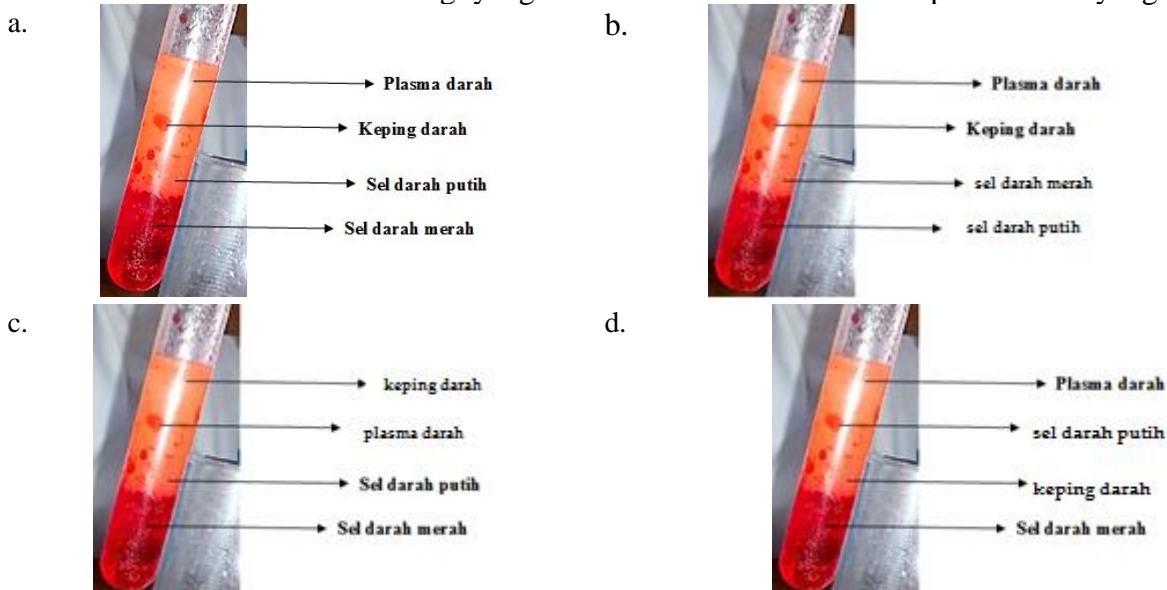 a.
Plasma darah
Keping darah
Sel darah putih
Sel darah merah
b.
Plasma darah
Keping darah
sel darah merah
sel darah putih
c.
keping darah
plasma darah
Sel darah putih
Sel darah merah
d.
Plasma darah
sel darah putih
keping darah
Sel darah merah